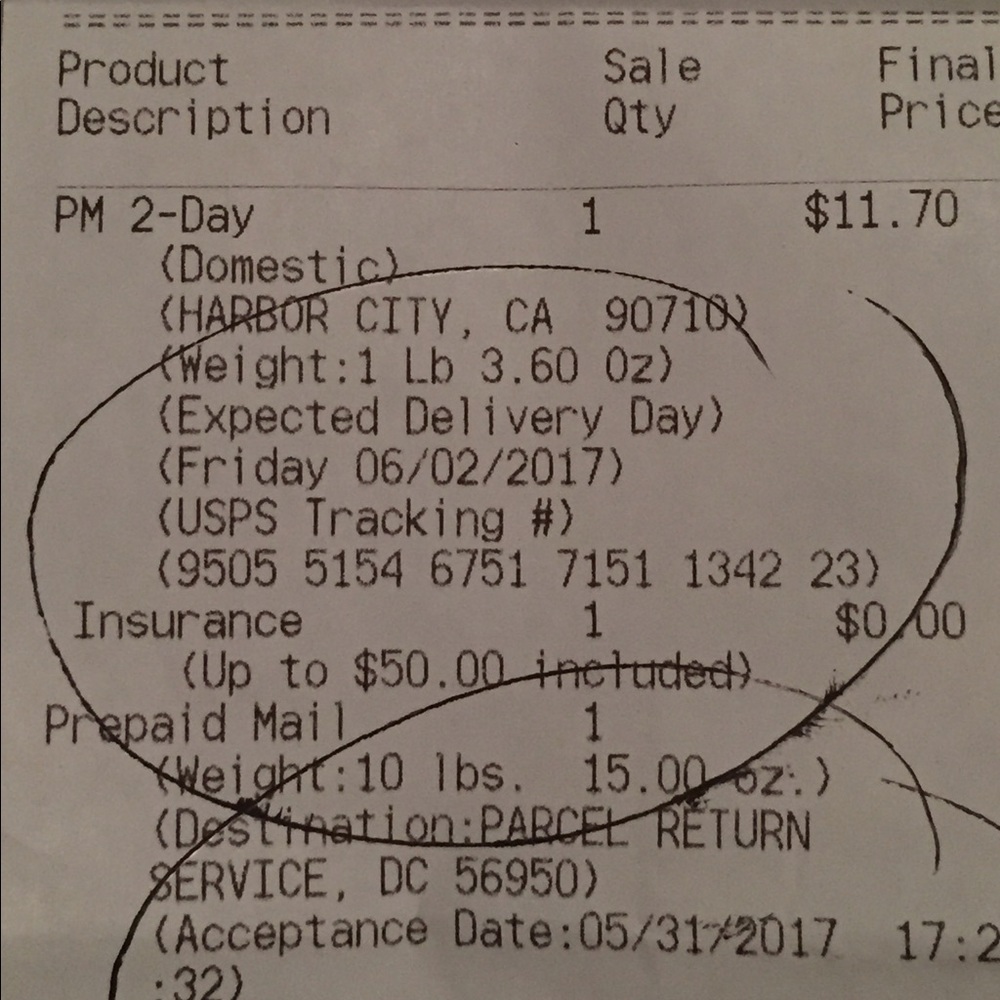 Product Sale Final
Description Qty Price
PM 2-Day 1 $11.70
(Domestic)
(HARBOR CITY, CA 90710)
(Weight:1 Lb 3.60 Oz)
(Expected Delivery Day)
(Friday 06/02/2017)
(USPS Tracking #)
(9505 5154 6751 7151 1342 23)
Insurance 1 $0.00
(Up to $50.00 included)
Prepaid Mail 1
(Weight:10 lbs. 15.00 oz.)
(Destination:PARCEL RETURN
SERVICE, DC 56950)
(Acceptance Date:05/31/2017 17:2
:32)